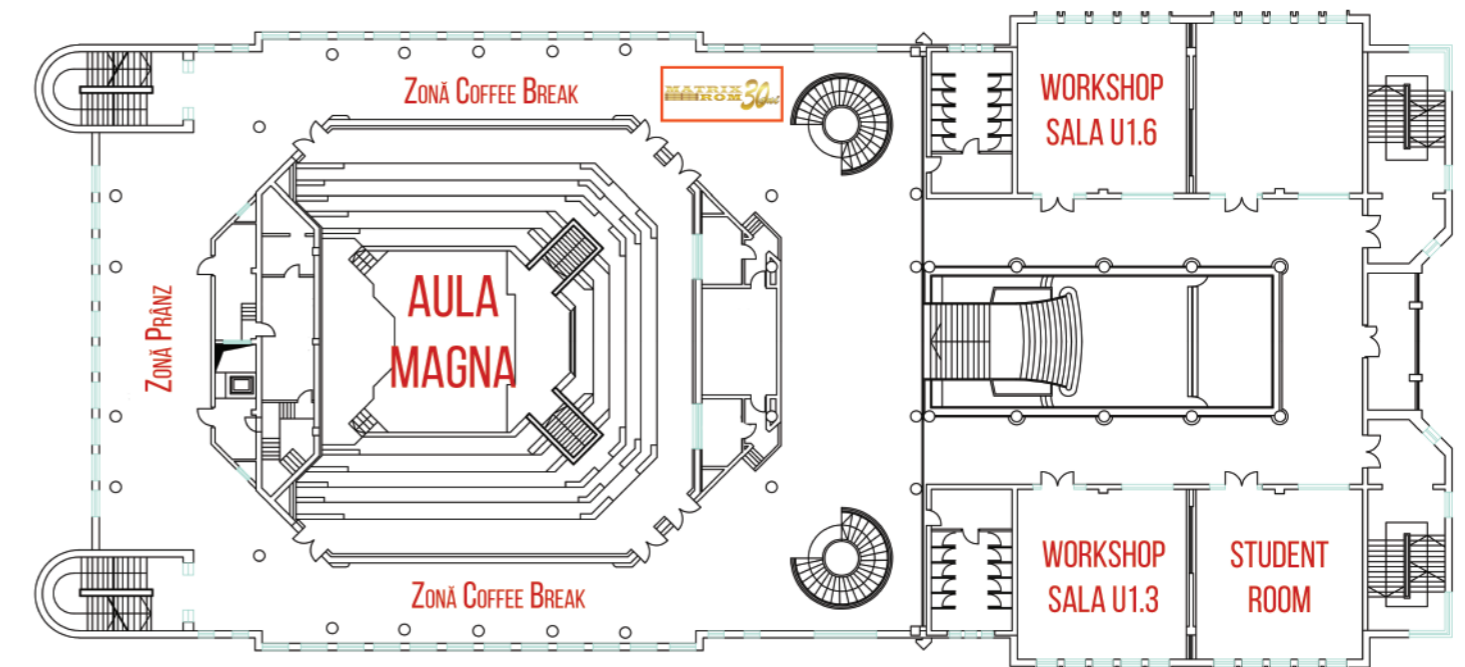 Zonă Coffee Break
MATRIX
ROM
30
ani
WORKSHOP
SALA U1.6
AULA
MAGNA
Zonă Prânz
Zonă Coffee Break
WORKSHOP
SALA U1.3
STUDENT
ROOM